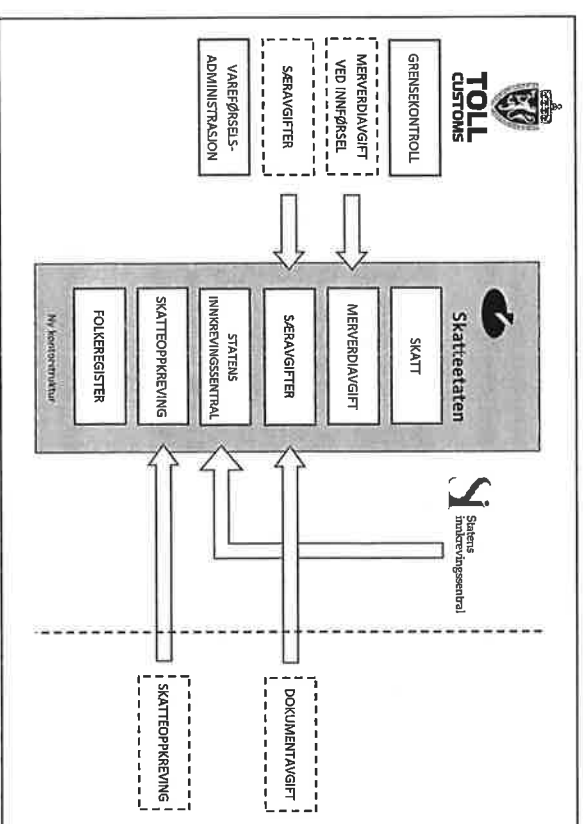 TOLL
CUSTOMS
GRENSEKONTROLL
MERVERDIAVGIFT
VED INNFØRSEL
SÆRAVGIFTER
VAREFØRSELS-
ADMINISTRASJON
Skatteetaten
SKATT
MERVERDIAVGIFT
SÆRAVGIFTER
STATENS
INNKREVINGSSENTRAL
SKATTEOPPKREVING
FOLKEREGISTER
Ny kontorstruktur
Si
Statens
innkrevingssentral
DOKUMENTAVGIFT
SKATTEOPPKREVING